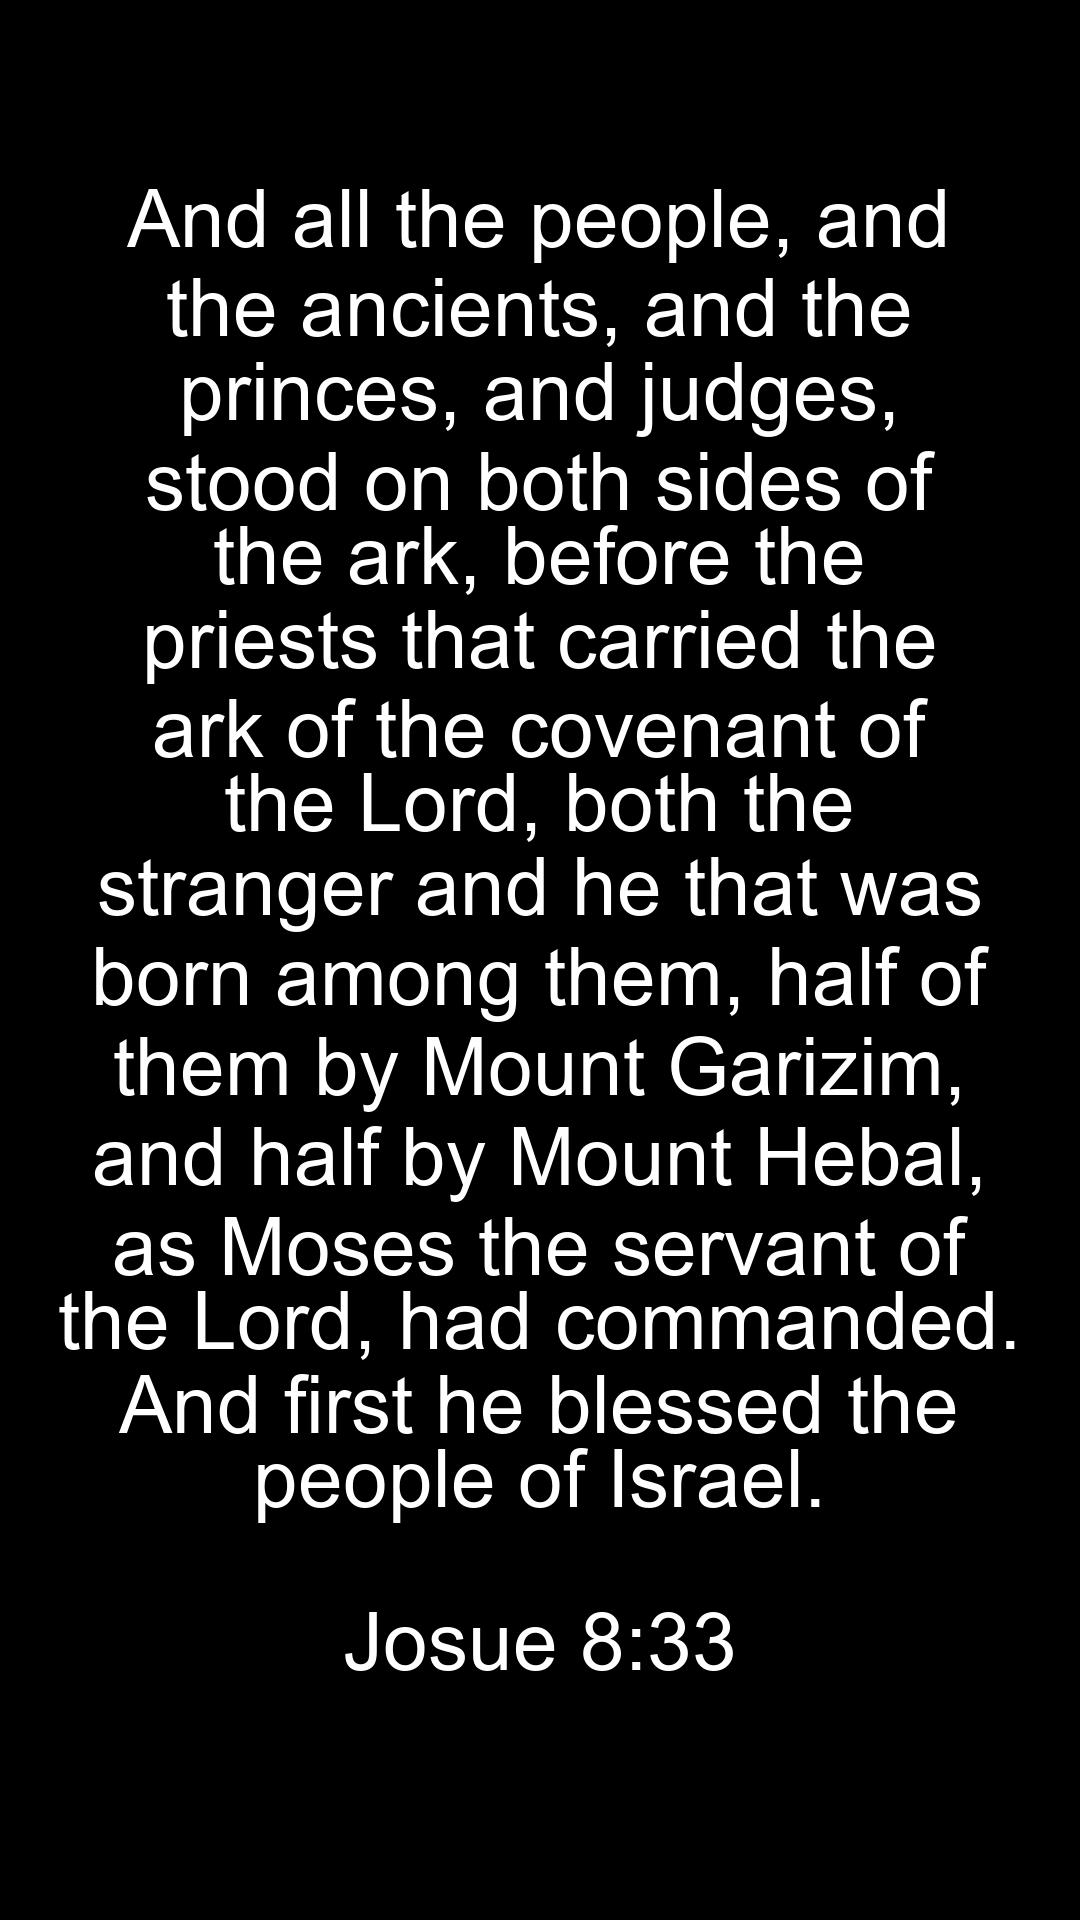 And all the people, and
the ancients, and the
princes, and judges,
stood on both sides of
the ark, before the
priests that carried the
ark of the covenant of
the Lord, both the
stranger and he that was
born among them, half of
them by Mount Garizim,
and half by Mount Hebal,
as Moses the servant of
the Lord, had commanded.
And first he blessed the
people of Israel.
Josue 8:33